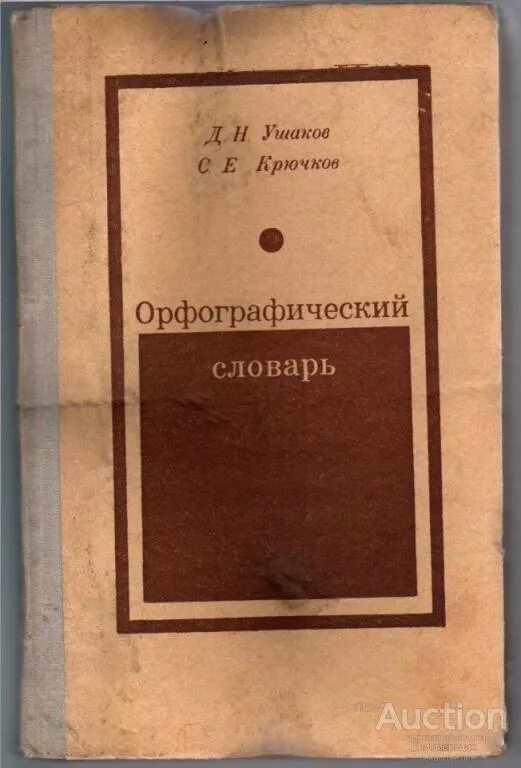 Д. Н. Ушаков
С. Е. Крючков
Орфографический
словарь
Auction